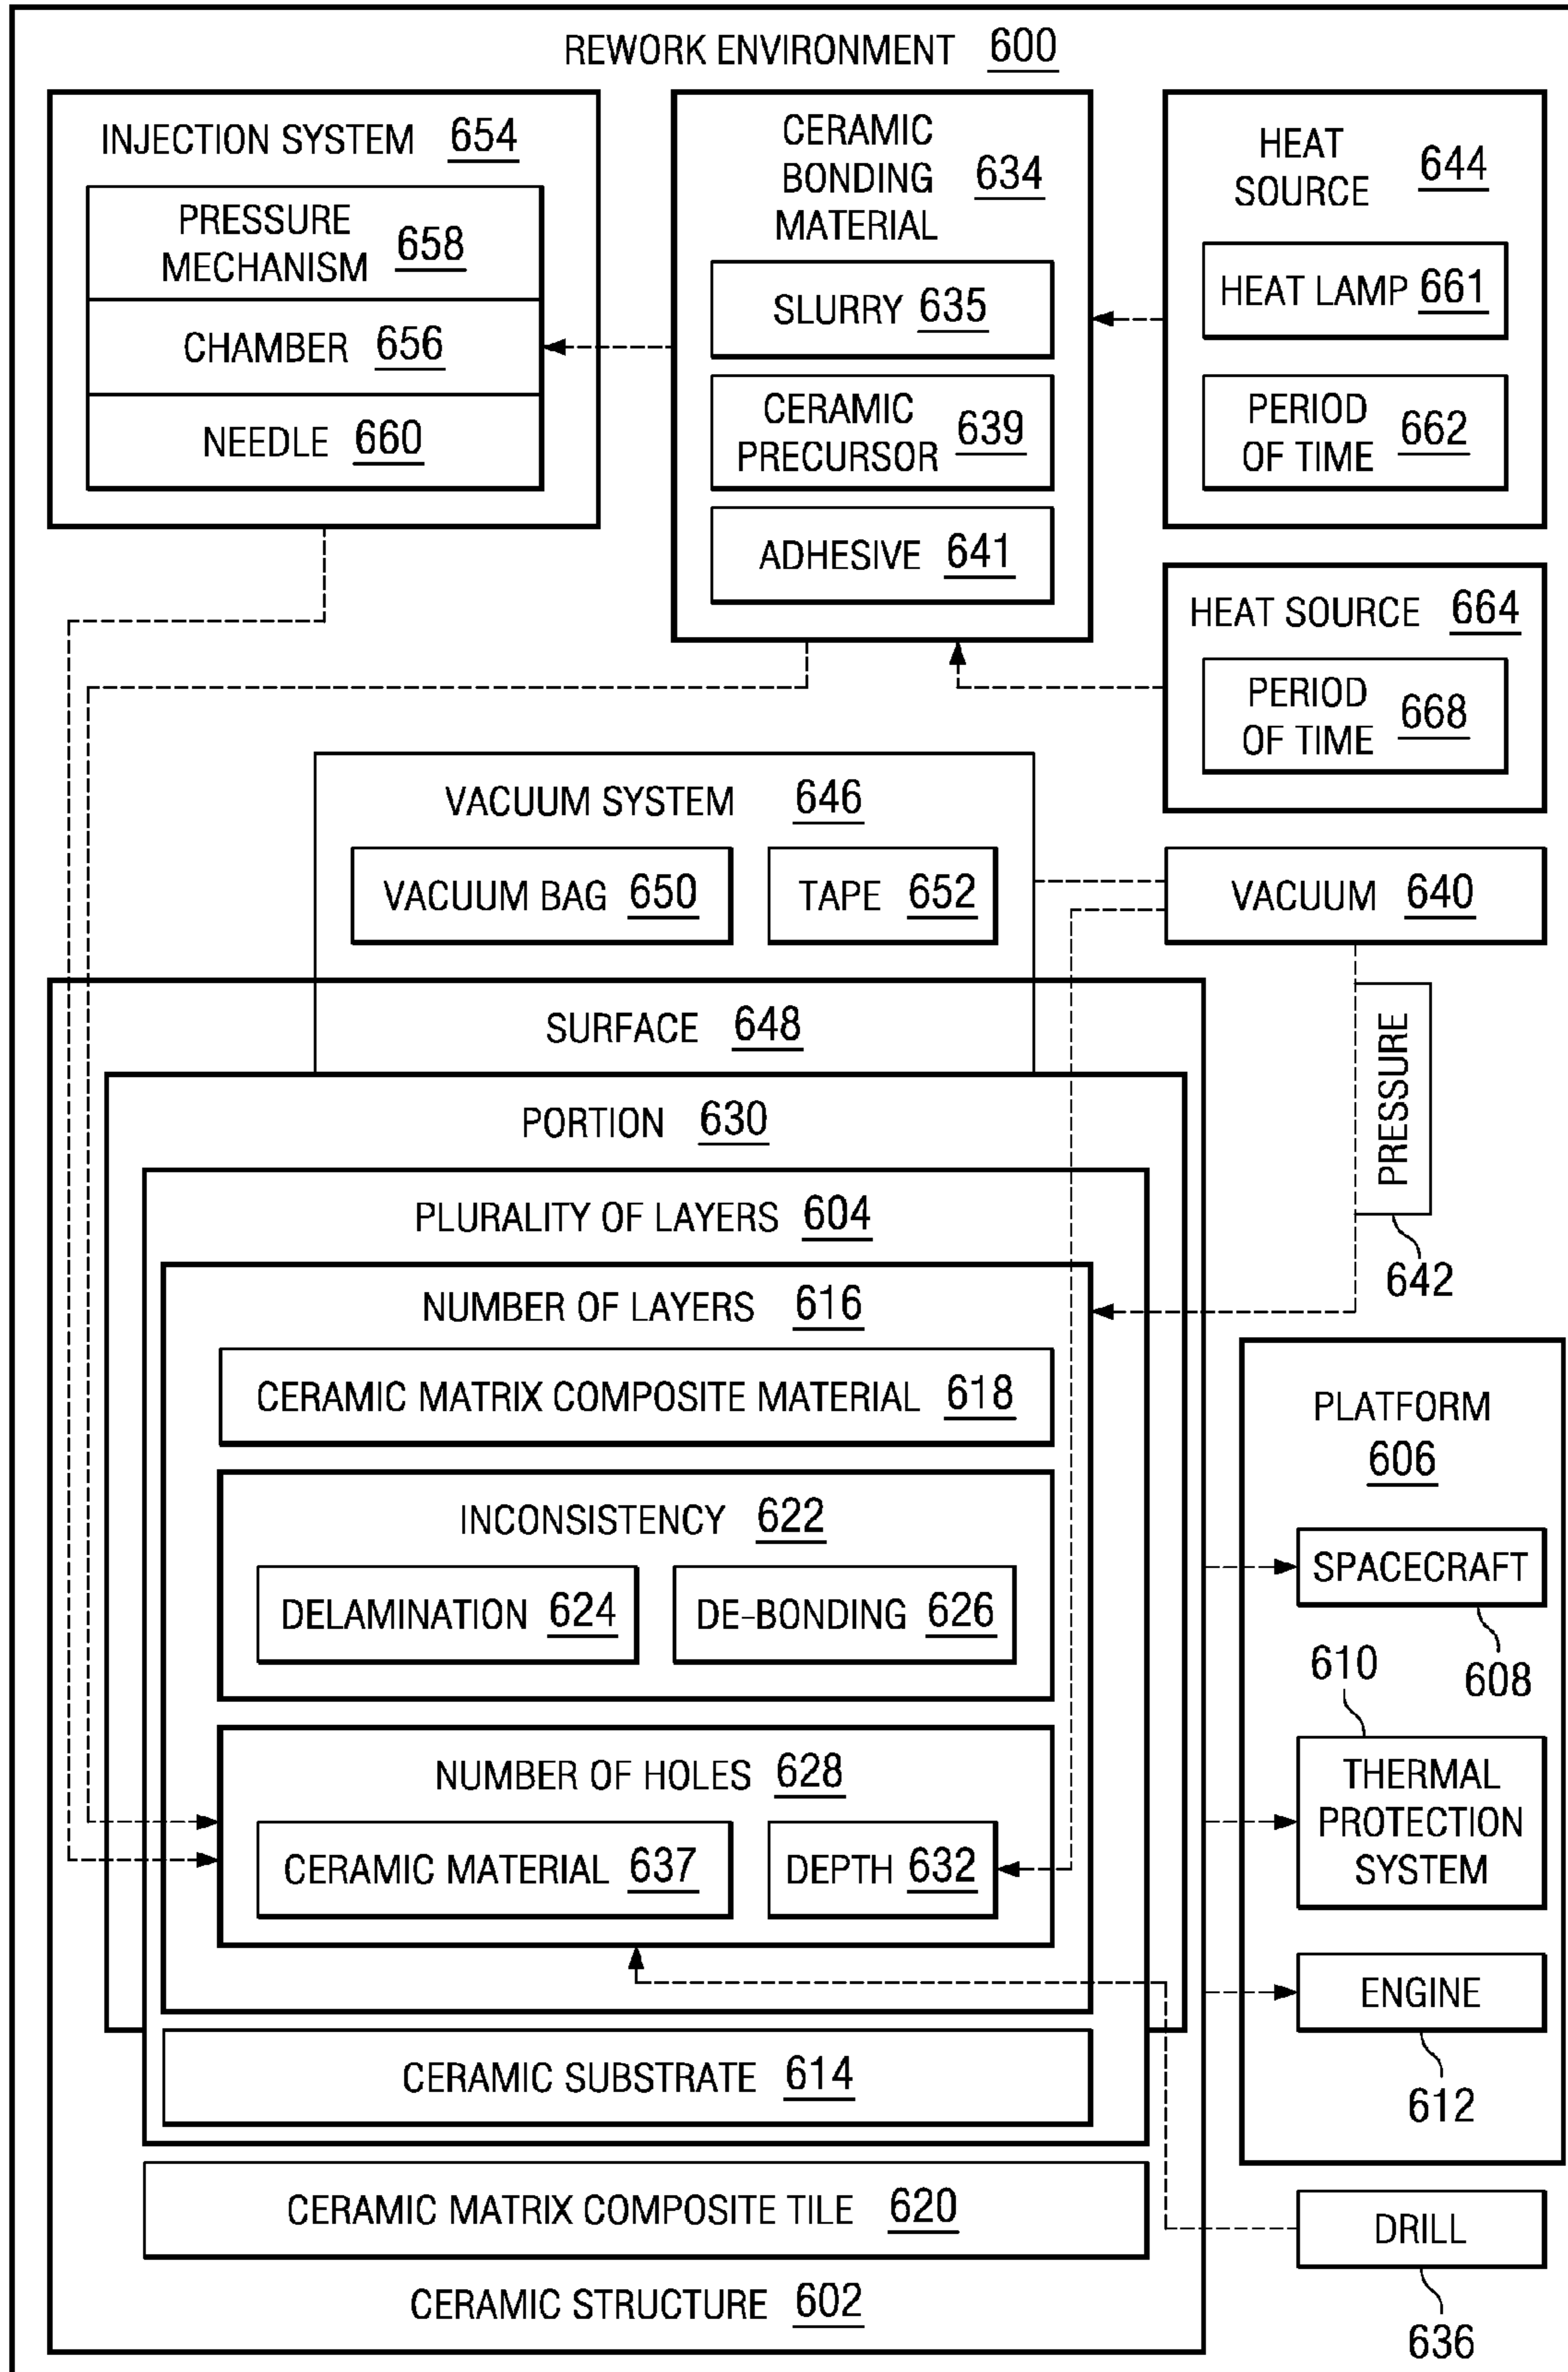 REWORK ENVIRONMENT 600
INJECTION SYSTEM 654
PRESSURE
MECHANISM 658
CHAMBER 656
NEEDLE 660
CERAMIC
BONDING 634
MATERIAL
SLURRY 635
CERAMIC
PRECURSOR 639
ADHESIVE 641
HEAT
SOURCE 644
HEAT LAMP 661
PERIOD
OF TIME 662
HEAT SOURCE 664
PERIOD
OF TIME 668
VACUUM SYSTEM 646
VACUUM BAG 650
TAPE 652
VACUUM 640
PRESSURE
642
SURFACE 648
PORTION 630
PLURALITY OF LAYERS 604
NUMBER OF LAYERS 616
CERAMIC MATRIX COMPOSITE MATERIAL 618
INCONSISTENCY 622
DELAMINATION 624
DE-BONDING 626
NUMBER OF HOLES 628
CERAMIC MATERIAL 637
DEPTH 632
CERAMIC SUBSTRATE 614
CERAMIC MATRIX COMPOSITE TILE 620
CERAMIC STRUCTURE 602
PLATFORM
606
SPACECRAFT
608
610
THERMAL
PROTECTION
SYSTEM
ENGINE
612
DRILL
636